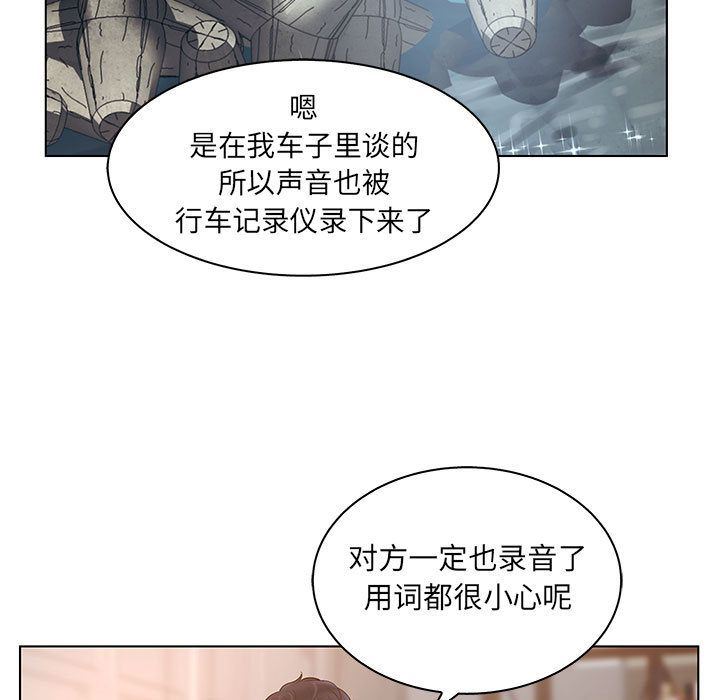 嗯
是在我车子里谈的
所以声音也被
行车记录仪录下来了
对方一定也录音了
用词都很小心呢